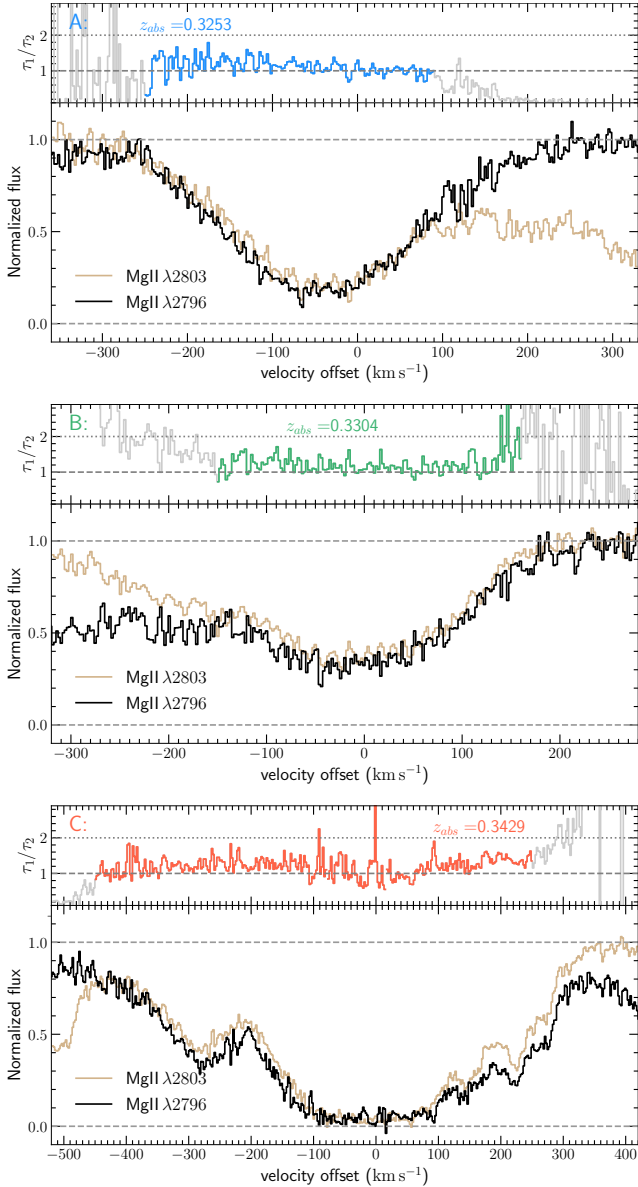 A:
z_abs = 0.3253
τ1/τ2
2
1
Normalized flux
1.0
0.5
0.0
MgII λ2803
MgII λ2796
−300 −200 −100 0 100 200 300
velocity offset (km s⁻¹)
B:
z_abs = 0.3304
τ1/τ2
2
1
Normalized flux
1.0
0.5
0.0
MgII λ2803
MgII λ2796
−300 −200 −100 0 100 200
velocity offset (km s⁻¹)
C:
z_abs = 0.3429
τ1/τ2
2
1
Normalized flux
1.0
0.5
0.0
MgII λ2803
MgII λ2796
−500 −400 −300 −200 −100 0 100 200 300 400
velocity offset (km s⁻¹)